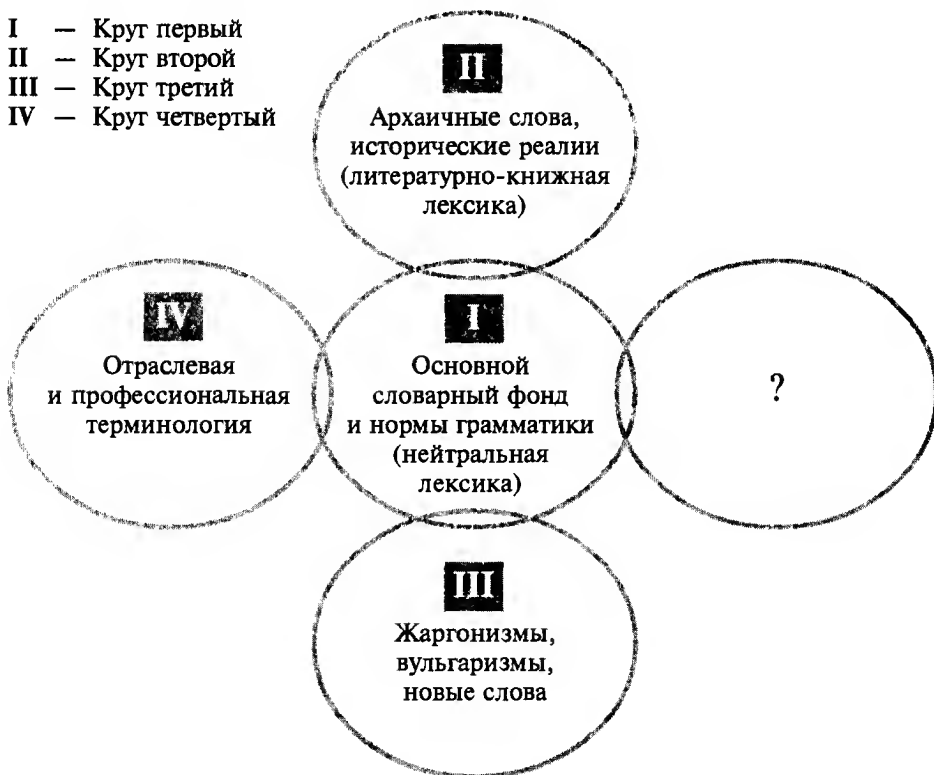 I — Круг первый
II — Круг второй
III — Круг третий
IV — Круг четвертый
II
Архаичные слова,
исторические реалии
(литературно-книжная
лексика)
IV
Отраслевая
и профессиональная
терминология
I
Основной
словарный фонд
и нормы грамматики
(нейтральная
лексика)
?
III
Жаргонизмы,
вульгаризмы,
новые слова